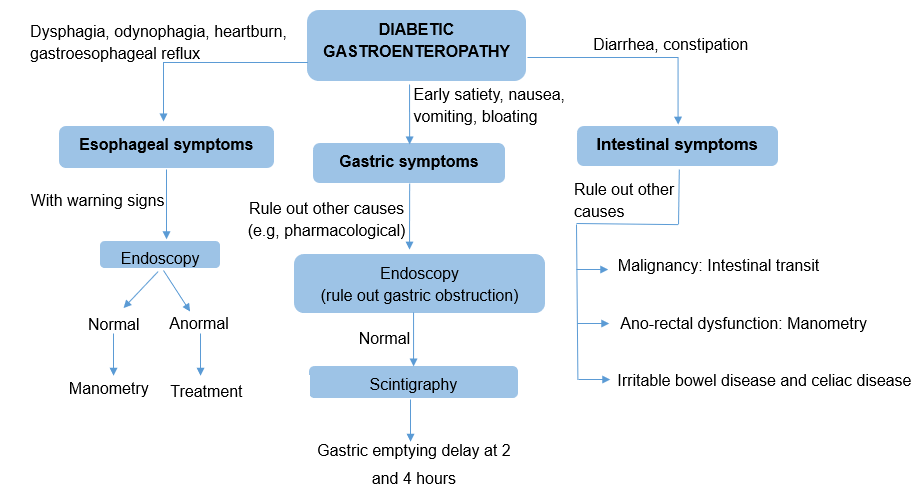 DIABETIC
GASTROENTEROPATHY
Dysphagia, odynophagia, heartburn,
gastroesophageal reflux
Esophageal symptoms
With warning signs
Endoscopy
Normal
Anormal
Manometry
Treatment
Early satiety, nausea,
vomiting, bloating
Gastric symptoms
Rule out other causes
(e.g, pharmacological)
Endoscopy
(rule out gastric obstruction)
Normal
Scintigraphy
Gastric emptying delay at 2
and 4 hours
Diarrhea, constipation
Intestinal symptoms
Rule out other
causes
Malignancy: Intestinal transit
Ano-rectal dysfunction: Manometry
Irritable bowel disease and celiac disease